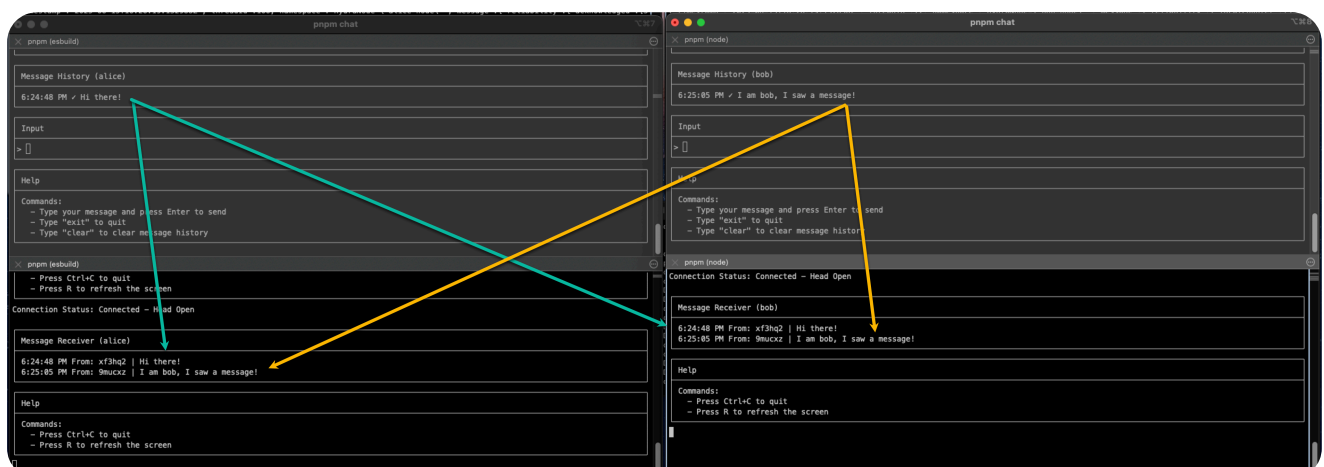 pnpm chat
⌥⌘7
pnpm (esbuild)
Message History (alice)
6:24:48 PM ✓ Hi there!
Input
>
Help
Commands:
– Type your message and press Enter to send
– Type "exit" to quit
– Type "clear" to clear message history
pnpm (esbuild)
– Press Ctrl+C to quit
– Press R to refresh the screen
Connection Status: Connected – Head Open
Message Receiver (alice)
6:24:48 PM From: xf3hq2 | Hi there!
6:25:05 PM From: 9mucxz | I am bob, I saw a message!
Help
Commands:
– Press Ctrl+C to quit
– Press R to refresh the screen
pnpm chat
pnpm (node)
Message History (bob)
6:25:05 PM ✓ I am bob, I saw a message!
Input
>
Help
Commands:
– Type your message and press Enter to send
– Type "exit" to quit
– Type "clear" to clear message history
pnpm (node)
Connection Status: Connected – Head Open
Message Receiver (bob)
6:24:48 PM From: xf3hq2 | Hi there!
6:25:05 PM From: 9mucxz | I am bob, I saw a message!
Help
Commands:
– Press Ctrl+C to quit
– Press R to refresh the screen